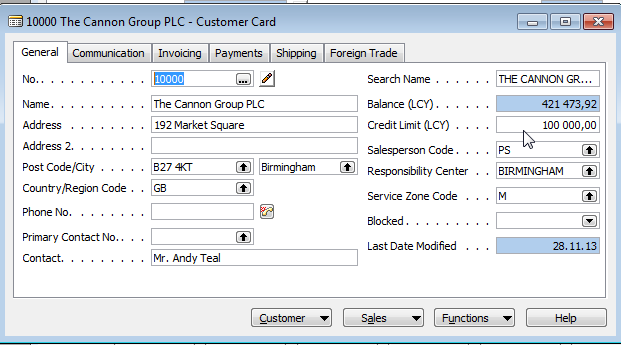 10000 The Cannon Group PLC - Customer Card
General Communication Invoicing Payments Shipping Foreign Trade
No. . . . . . . . . . . . 10000 ... Search Name . . . . . . THE CANNON GR...
Name. . . . . . . . . . . The Cannon Group PLC Balance (LCY). . . . . . 421 473,92
Address . . . . . . . . . 192 Market Square Credit Limit (LCY) . . . . 100 000,00
Address 2. . . . . . . . . Salesperson Code . . . . PS
Post Code/City . . . . . . B27 4KT Birmingham Responsibility Center . . BIRMINGHAM
Country/Region Code . . GB Service Zone Code . . . M
Phone No. . . . . . . . . Blocked. . . . . . . . .
Primary Contact No. . . . Last Date Modified . . . 28.11.13
Contact. . . . . . . . . . Mr. Andy Teal
Customer Sales Functions Help